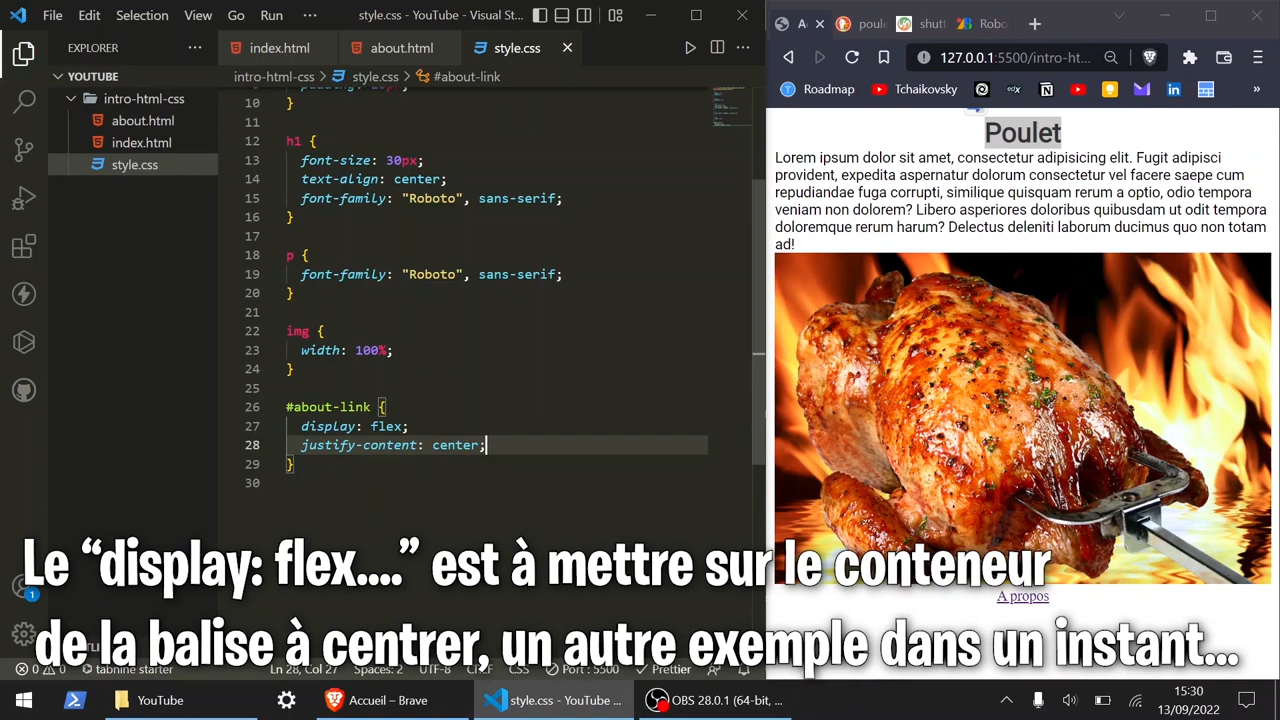 File Edit Selection View Go Run ··· style.css - YouTube - Visual St...
EXPLORER ···
YOUTUBE
intro-html-css
about.html
index.html
style.css
index.html about.html style.css
intro-html-css > style.css > #about-link
10 }
11
12 h1 {
13 font-size: 30px;
14 text-align: center;
15 font-family: "Roboto", sans-serif;
16 }
17
18 p {
19 font-family: "Roboto", sans-serif;
20 }
21
22 img {
23 width: 100%;
24 }
25
26 #about-link {
27 display: flex;
28 justify-content: center;
29 }
30
poule shutt Robo
127.0.0.1:5500/intro-ht...
Roadmap Tchaikovsky edX »
Poulet
Lorem ipsum dolor sit amet, consectetur adipisicing elit. Fugit adipisci
provident, expedita aspernatur dolorum consectetur vel facere saepe cum
repudiandae fuga corrupti, similique quisquam rerum a optio, odio tempora
veniam non dolorem? Libero asperiores doloribus quibusdam ut odit tempora
doloremque rerum harum? Delectus deleniti laborum ducimus quo non totam
ad!
A propos
Le “display: flex....” est à mettre sur le conteneur
de la balise à centrer, un autre exemple dans un instant...
0 0 tabnine starter Ln 28, Col 27 Spaces: 2 UTF-8 CRLF CSS Port : 5500 Prettier
YouTube Accueil – Brave style.css - YouTube ... OBS 28.0.1 (64-bit, ...
15:30
13/09/2022